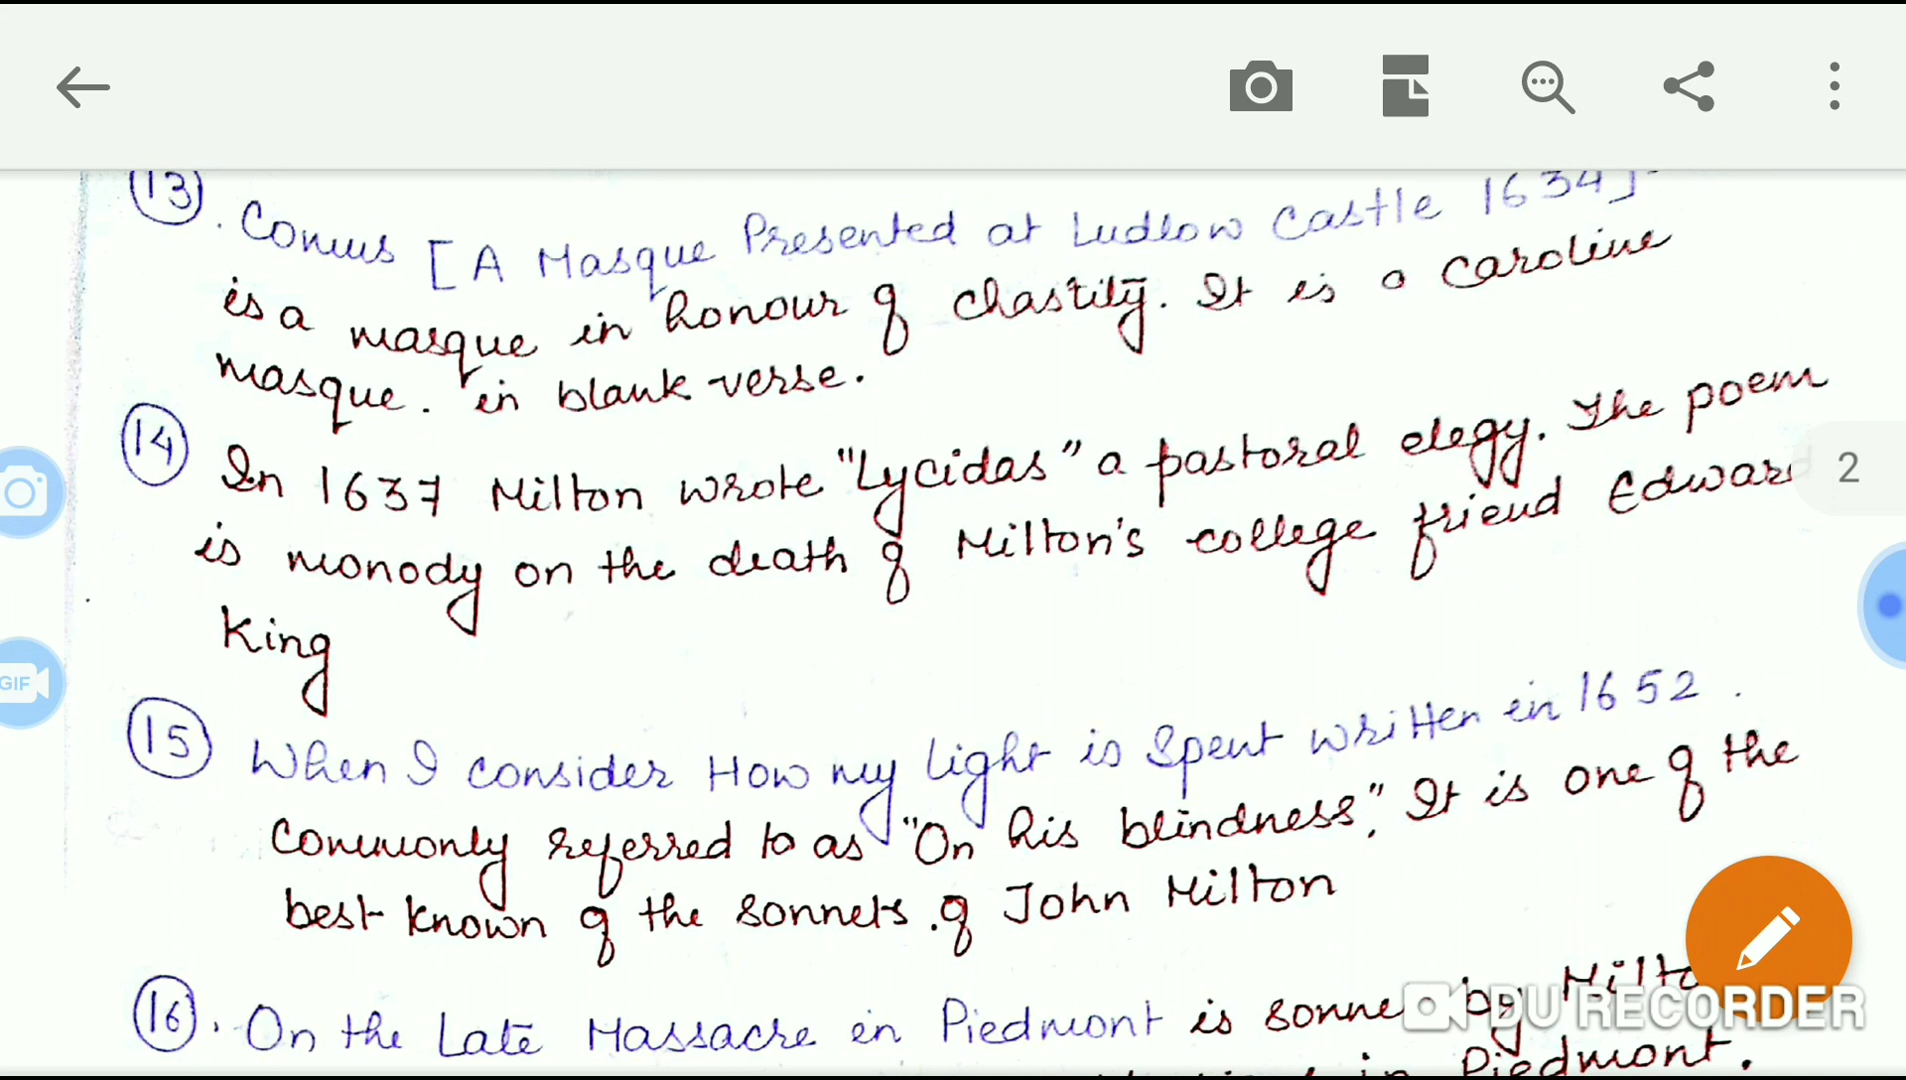 13. Comus [A Masque Presented at Ludlow Castle 1634]
is a masque in honour of chastity. It is a Caroline
masque. in blank verse.
14 In 1637 Milton wrote "Lycidas" a pastoral elegy. The poem
is monody on the death of Milton's college friend Edward
King
2
15 When I consider How my Light is Spent written in 1652.
Commonly referred to as "On his blindness". It is one of the
best known of the sonnets of John Milton
16. On the Late Massacre in Piedmont is sonne by Milto
in Piedmont.
GIF
DU RECORDER